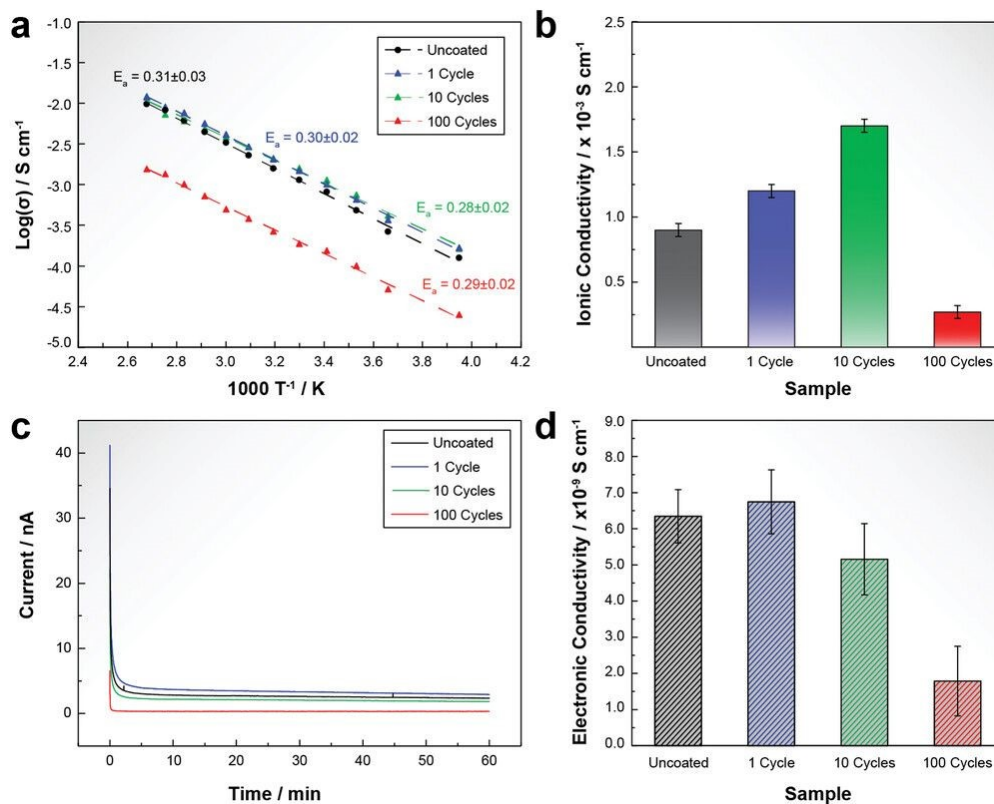 a
-1.0
-1.5
-2.0
-2.5
-3.0
-3.5
-4.0
-4.5
-5.0
Log(σ) / S cm⁻¹
Uncoated
1 Cycle
10 Cycles
100 Cycles
Eₐ = 0.31±0.03
Eₐ = 0.30±0.02
Eₐ = 0.28±0.02
Eₐ = 0.29±0.02
2.4 2.6 2.8 3.0 3.2 3.4 3.6 3.8 4.0 4.2
1000 T⁻¹ / K
b
2.0
1.5
1.0
0.5
Ionic Conductivity / x 10⁻³ S cm⁻¹
Uncoated 1 Cycle 10 Cycles 100 Cycles
Sample
c
40
30
20
10
0
Current / nA
Uncoated
1 Cycle
10 Cycles
100 Cycles
0 10 20 30 40 50 60
Time / min
d
9.0
8.0
7.0
6.0
5.0
4.0
3.0
2.0
1.0
0.0
Electronic Conductivity / x10⁻⁹ S cm⁻¹
Uncoated 1 Cycle 10 Cycles 100 Cycles
Sample